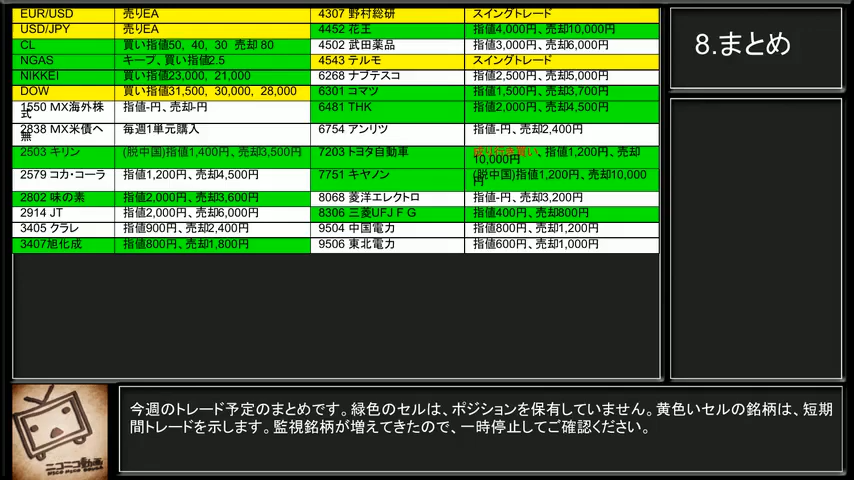 EUR/USD 売りEA 4307 野村総研 スイングトレード
USD/JPY 売りEA 4452 花王 指値4,000円、売却10,000円
CL 買い指値50, 40, 30 売却 80 4502 武田薬品 指値3,000円、売却6,000円
NGAS キープ、買い指値2.5 4543 テルモ スイングトレード
NIKKEI 買い指値23,000, 21,000 6268 ナブテスコ 指値2,500円、売却5,000円
DOW 買い指値31,500, 30,000, 28,000 6301 コマツ 指値1,500円、売却3,700円
1550 MX海外株式 指値-円、売却-円 6481 THK 指値2,000円、売却4,500円
2838 MX米債ヘ無 毎週1単元購入 6754 アンリツ 指値-円、売却2,400円
2503 キリン (脱中国)指値1,400円、売却3,500円 7203 トヨタ自動車 成り行き買い、指値1,200円、売却10,000円
2579 コカ・コーラ 指値1,200円、売却4,500円 7751 キヤノン (脱中国)指値1,200円、売却10,000円
2802 味の素 指値2,000円、売却3,600円 8068 菱洋エレクトロ 指値-円、売却3,200円
2914 JT 指値2,000円、売却6,000円 8306 三菱UFJＦＧ 指値400円、売却800円
3405 クラレ 指値900円、売却2,400円 9504 中国電力 指値800円、売却1,200円
3407旭化成 指値800円、売却1,800円 9506 東北電力 指値600円、売却1,000円
8.まとめ
今週のトレード予定のまとめです。緑色のセルは、ポジションを保有していません。黄色いセルの銘柄は、短期
間トレードを示します。監視銘柄が増えてきたので、一時停止してご確認ください。
ニコニコ動画